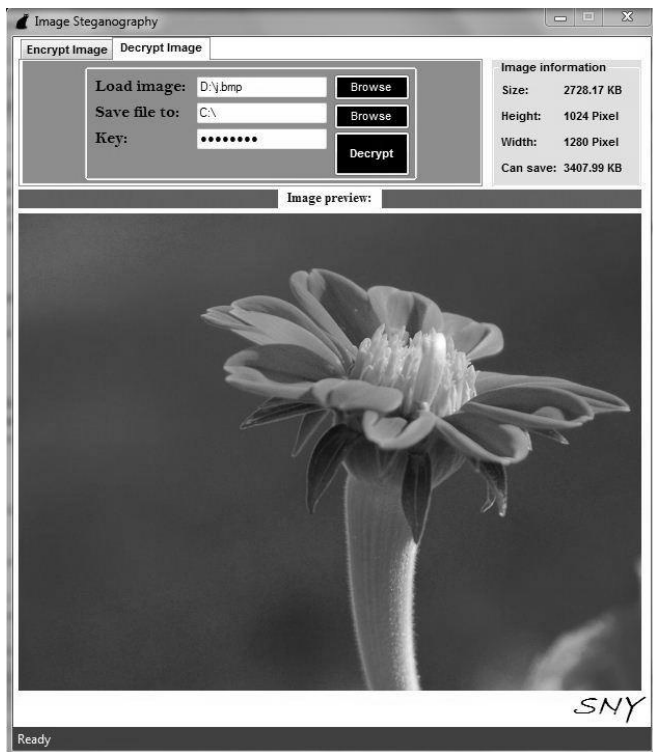 Image Steganography
Encrypt Image Decrypt Image
Load image: D:\j.bmp Browse
Save file to: C:\ Browse
Key: •••••••• Decrypt
Image information
Size: 2728.17 KB
Height: 1024 Pixel
Width: 1280 Pixel
Can save: 3407.99 KB
Image preview:
SNY
Ready